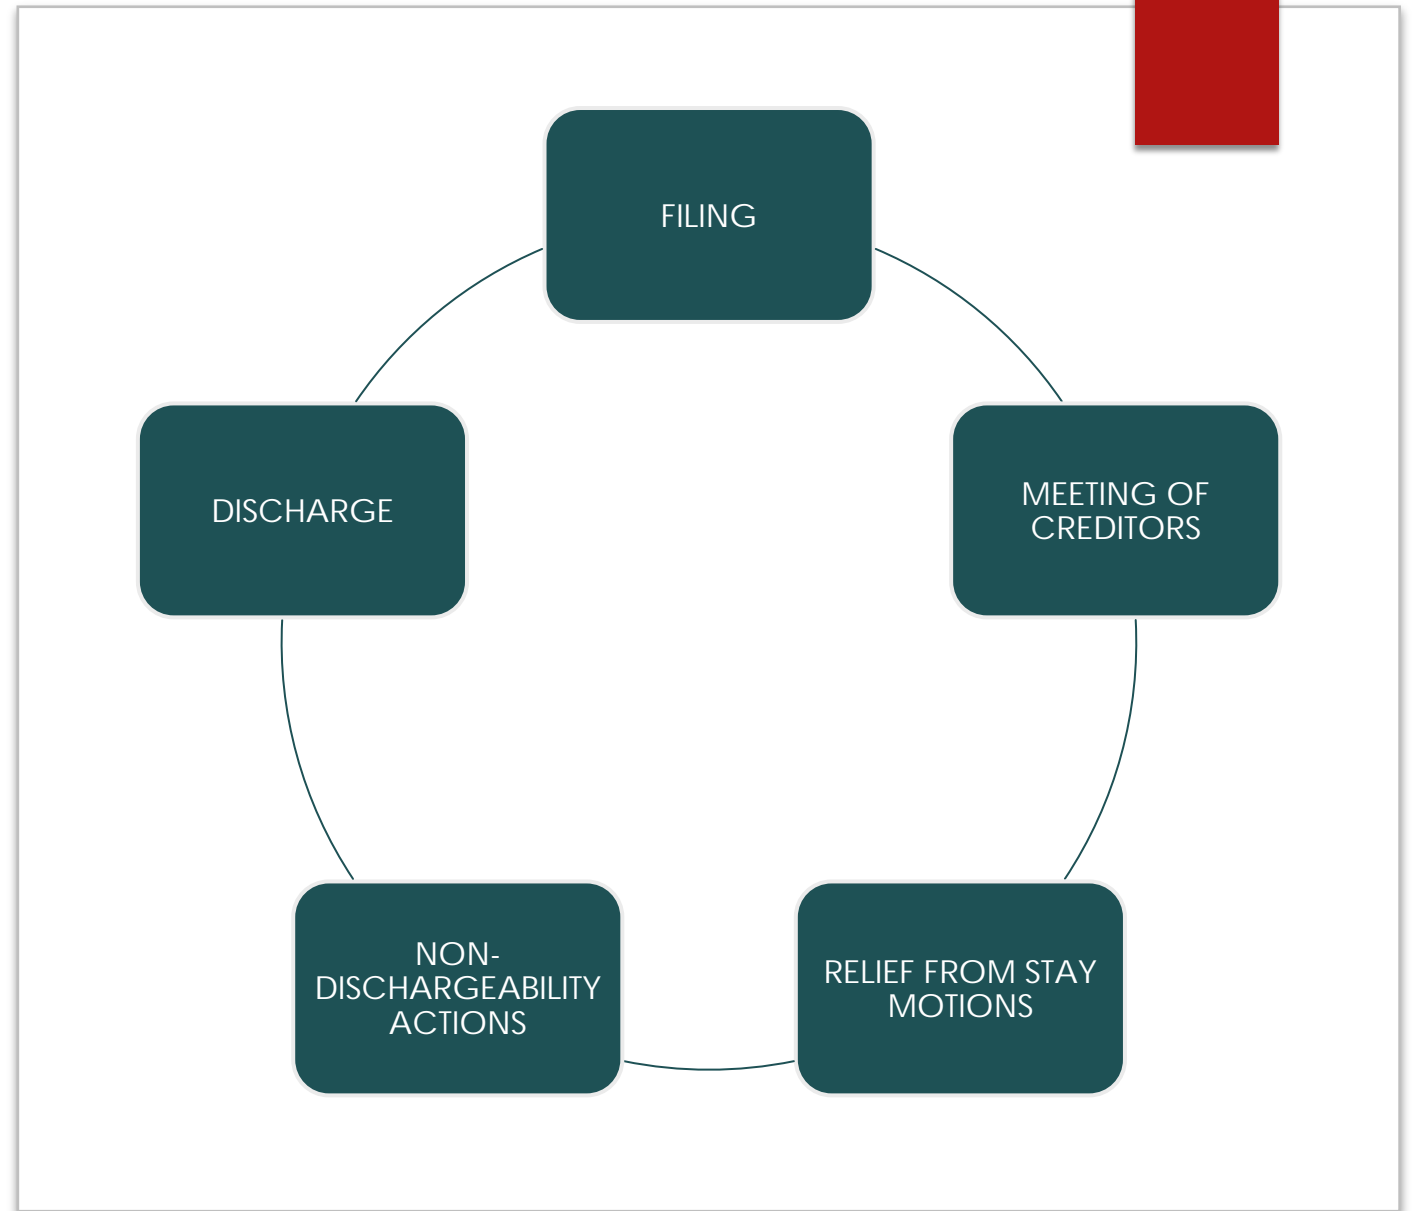 FILING
MEETING OF
CREDITORS
RELIEF FROM STAY
MOTIONS
NON-
DISCHARGEABILITY
ACTIONS
DISCHARGE